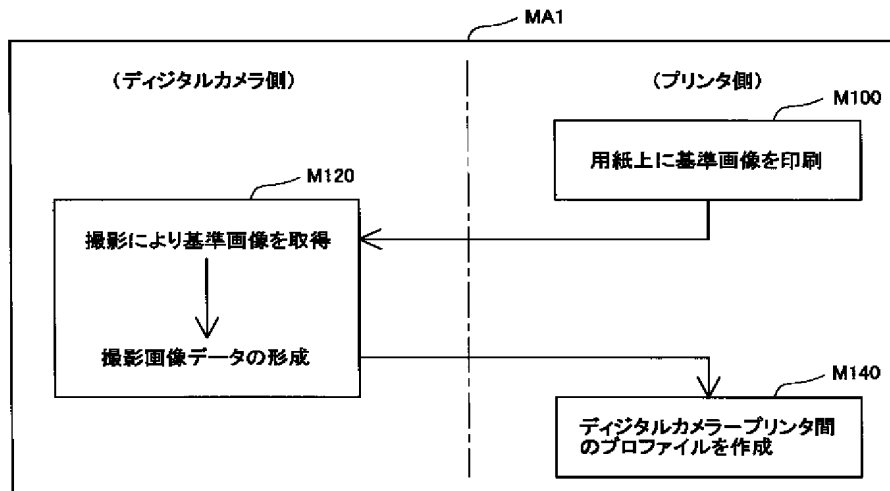 MA1
（ディジタルカメラ側）
（プリンタ側）
M100
用紙上に基準画像を印刷
M120
撮影により基準画像を取得
撮影画像データの形成
M140
ディジタルカメラープリンタ間
のプロファイルを作成